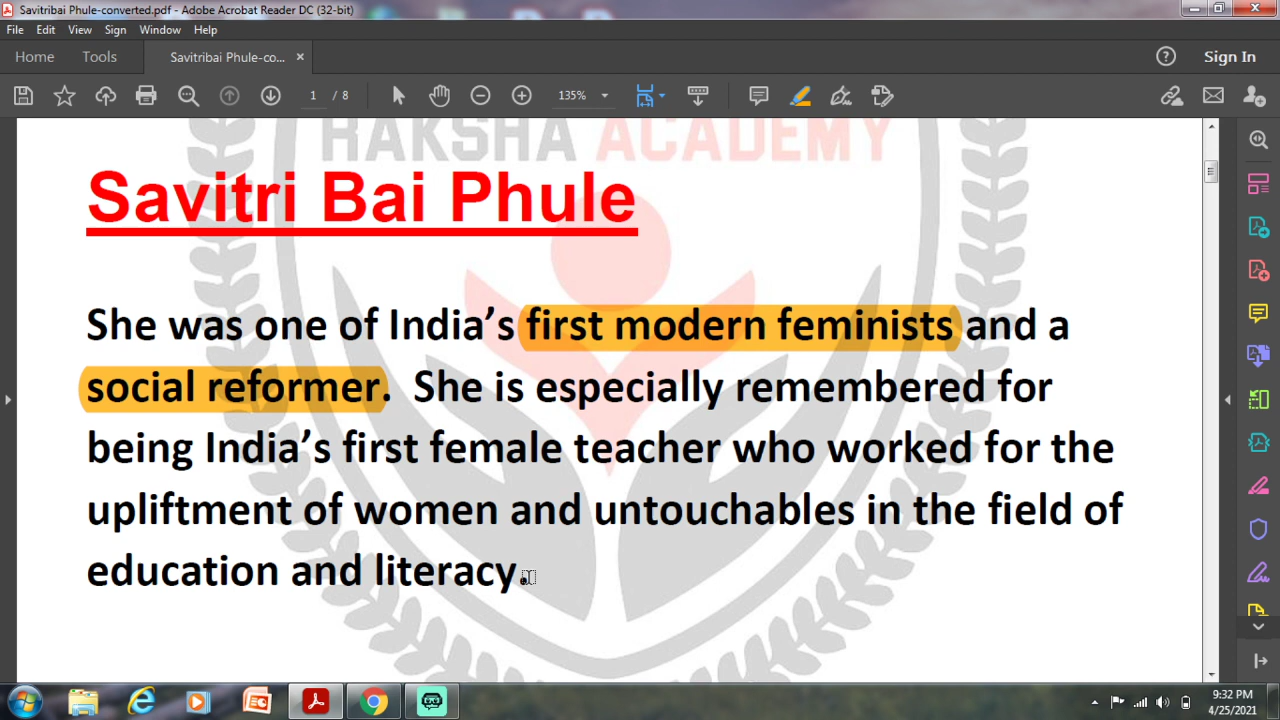 Savitribai Phule-converted.pdf - Adobe Acrobat Reader DC (32-bit)
File Edit View Sign Window Help
Home Tools Savitribai Phule-co... × Sign In
1 / 8 135%
RAKSHA ACADEMY
Savitri Bai Phule
She was one of India’s first modern feminists and a
social reformer. She is especially remembered for
being India’s first female teacher who worked for the
upliftment of women and untouchables in the field of
education and literacy.
9:32 PM
4/25/2021